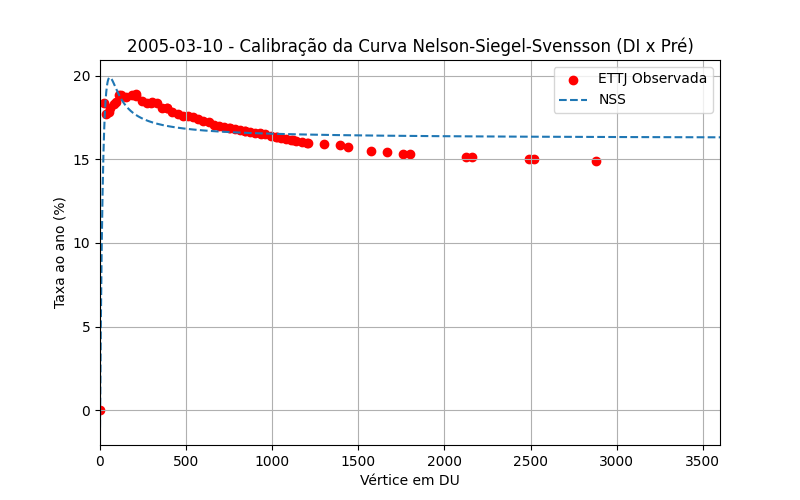 2005-03-10 - Calibração da Curva Nelson-Siegel-Svensson (DI x Pré)
ETTJ Observada
NSS
Taxa ao ano (%)
20
15
10
5
0
0 500 1000 1500 2000 2500 3000 3500
Vértice em DU